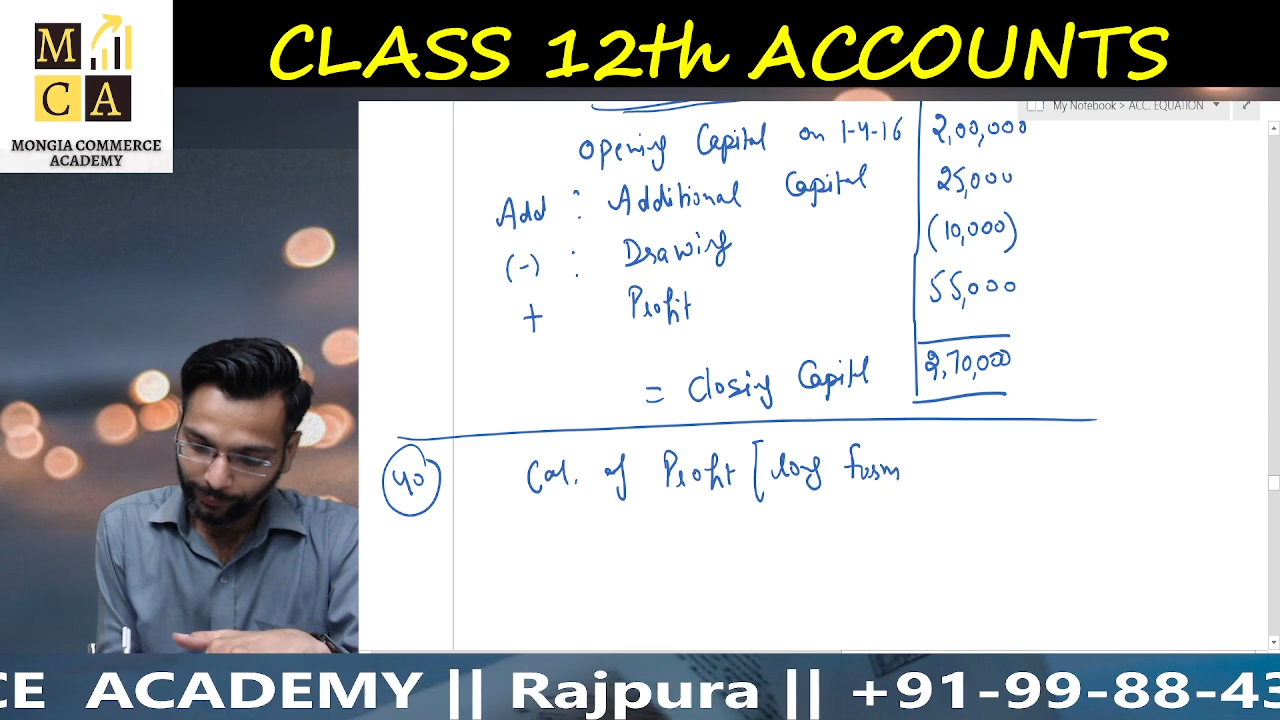 M
C A
MONGIA COMMERCE
ACADEMY
CLASS 12th ACCOUNTS
My Notebook > ACC. EQUATION
Opening Capital on 1-4-16 2,00,000
Add : Additional Capital 25,000
(-) : Drawing (10,000)
+ Profit 55,000
= Closing Capital 2,70,000
40 Cal. of Profit [long form
CE ACADEMY || Rajpura || +91-99-88-43